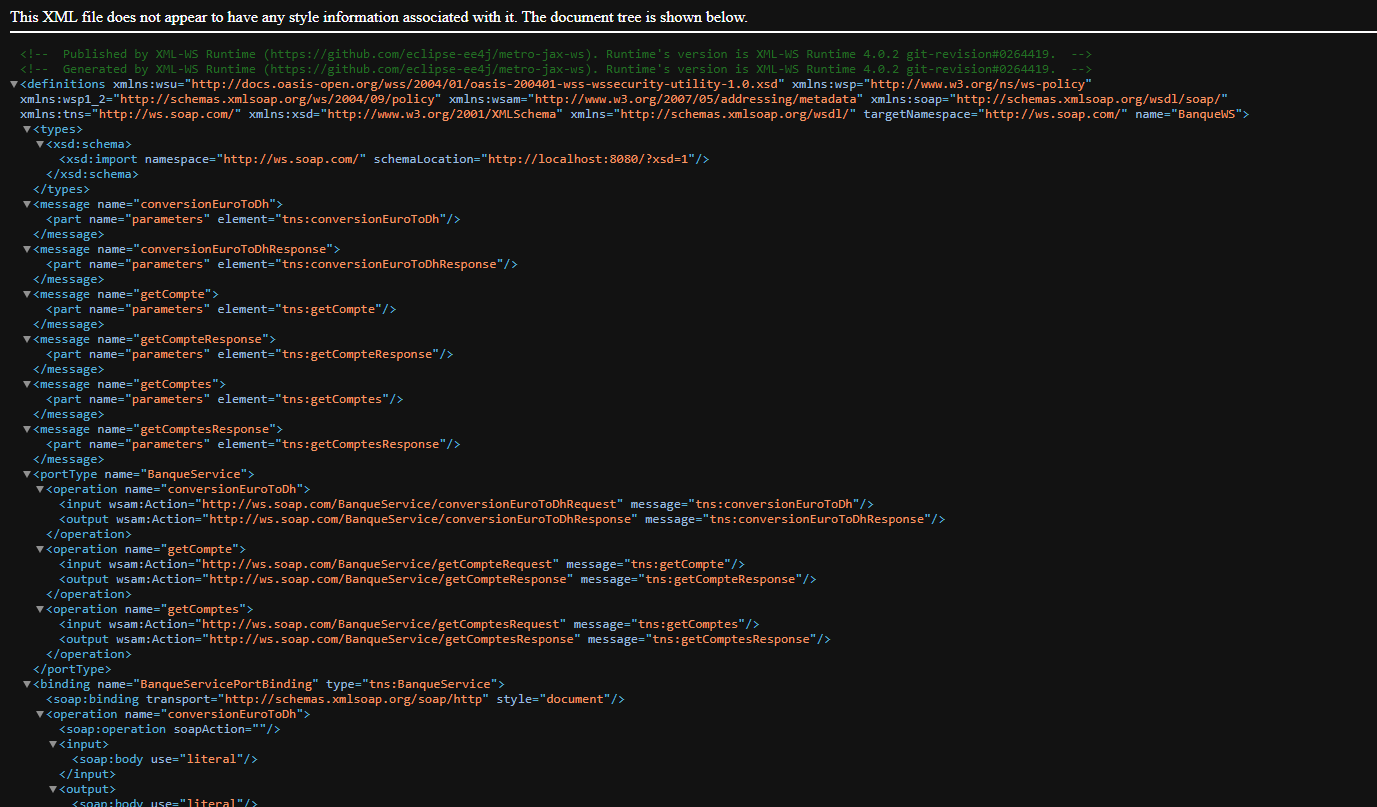 This XML file does not appear to have any style information associated with it. The document tree is shown below.
<!--  Published by XML-WS Runtime (https://github.com/eclipse-ee4j/metro-jax-ws). Runtime's version is XML-WS Runtime 4.0.2 git-revision#0264419.  -->
<!--  Generated by XML-WS Runtime (https://github.com/eclipse-ee4j/metro-jax-ws). Runtime's version is XML-WS Runtime 4.0.2 git-revision#0264419.  -->
▼<definitions xmlns:wsu="http://docs.oasis-open.org/wss/2004/01/oasis-200401-wss-wssecurity-utility-1.0.xsd" xmlns:wsp="http://www.w3.org/ns/ws-policy"
xmlns:wsp1_2="http://schemas.xmlsoap.org/ws/2004/09/policy" xmlns:wsam="http://www.w3.org/2007/05/addressing/metadata" xmlns:soap="http://schemas.xmlsoap.org/wsdl/soap/"
xmlns:tns="http://ws.soap.com/" xmlns:xsd="http://www.w3.org/2001/XMLSchema" xmlns="http://schemas.xmlsoap.org/wsdl/" targetNamespace="http://ws.soap.com/" name="BanqueWS">
▼<types>
▼<xsd:schema>
<xsd:import namespace="http://ws.soap.com/" schemaLocation="http://localhost:8080/?xsd=1"/>
</xsd:schema>
</types>
▼<message name="conversionEuroToDh">
<part name="parameters" element="tns:conversionEuroToDh"/>
</message>
▼<message name="conversionEuroToDhResponse">
<part name="parameters" element="tns:conversionEuroToDhResponse"/>
</message>
▼<message name="getCompte">
<part name="parameters" element="tns:getCompte"/>
</message>
▼<message name="getCompteResponse">
<part name="parameters" element="tns:getCompteResponse"/>
</message>
▼<message name="getComptes">
<part name="parameters" element="tns:getComptes"/>
</message>
▼<message name="getComptesResponse">
<part name="parameters" element="tns:getComptesResponse"/>
</message>
▼<portType name="BanqueService">
▼<operation name="conversionEuroToDh">
<input wsam:Action="http://ws.soap.com/BanqueService/conversionEuroToDhRequest" message="tns:conversionEuroToDh"/>
<output wsam:Action="http://ws.soap.com/BanqueService/conversionEuroToDhResponse" message="tns:conversionEuroToDhResponse"/>
</operation>
▼<operation name="getCompte">
<input wsam:Action="http://ws.soap.com/BanqueService/getCompteRequest" message="tns:getCompte"/>
<output wsam:Action="http://ws.soap.com/BanqueService/getCompteResponse" message="tns:getCompteResponse"/>
</operation>
▼<operation name="getComptes">
<input wsam:Action="http://ws.soap.com/BanqueService/getComptesRequest" message="tns:getComptes"/>
<output wsam:Action="http://ws.soap.com/BanqueService/getComptesResponse" message="tns:getComptesResponse"/>
</operation>
</portType>
▼<binding name="BanqueServicePortBinding" type="tns:BanqueService">
<soap:binding transport="http://schemas.xmlsoap.org/soap/http" style="document"/>
▼<operation name="conversionEuroToDh">
<soap:operation soapAction=""/>
▼<input>
<soap:body use="literal"/>
</input>
▼<output>
<soap:body use="literal"/>